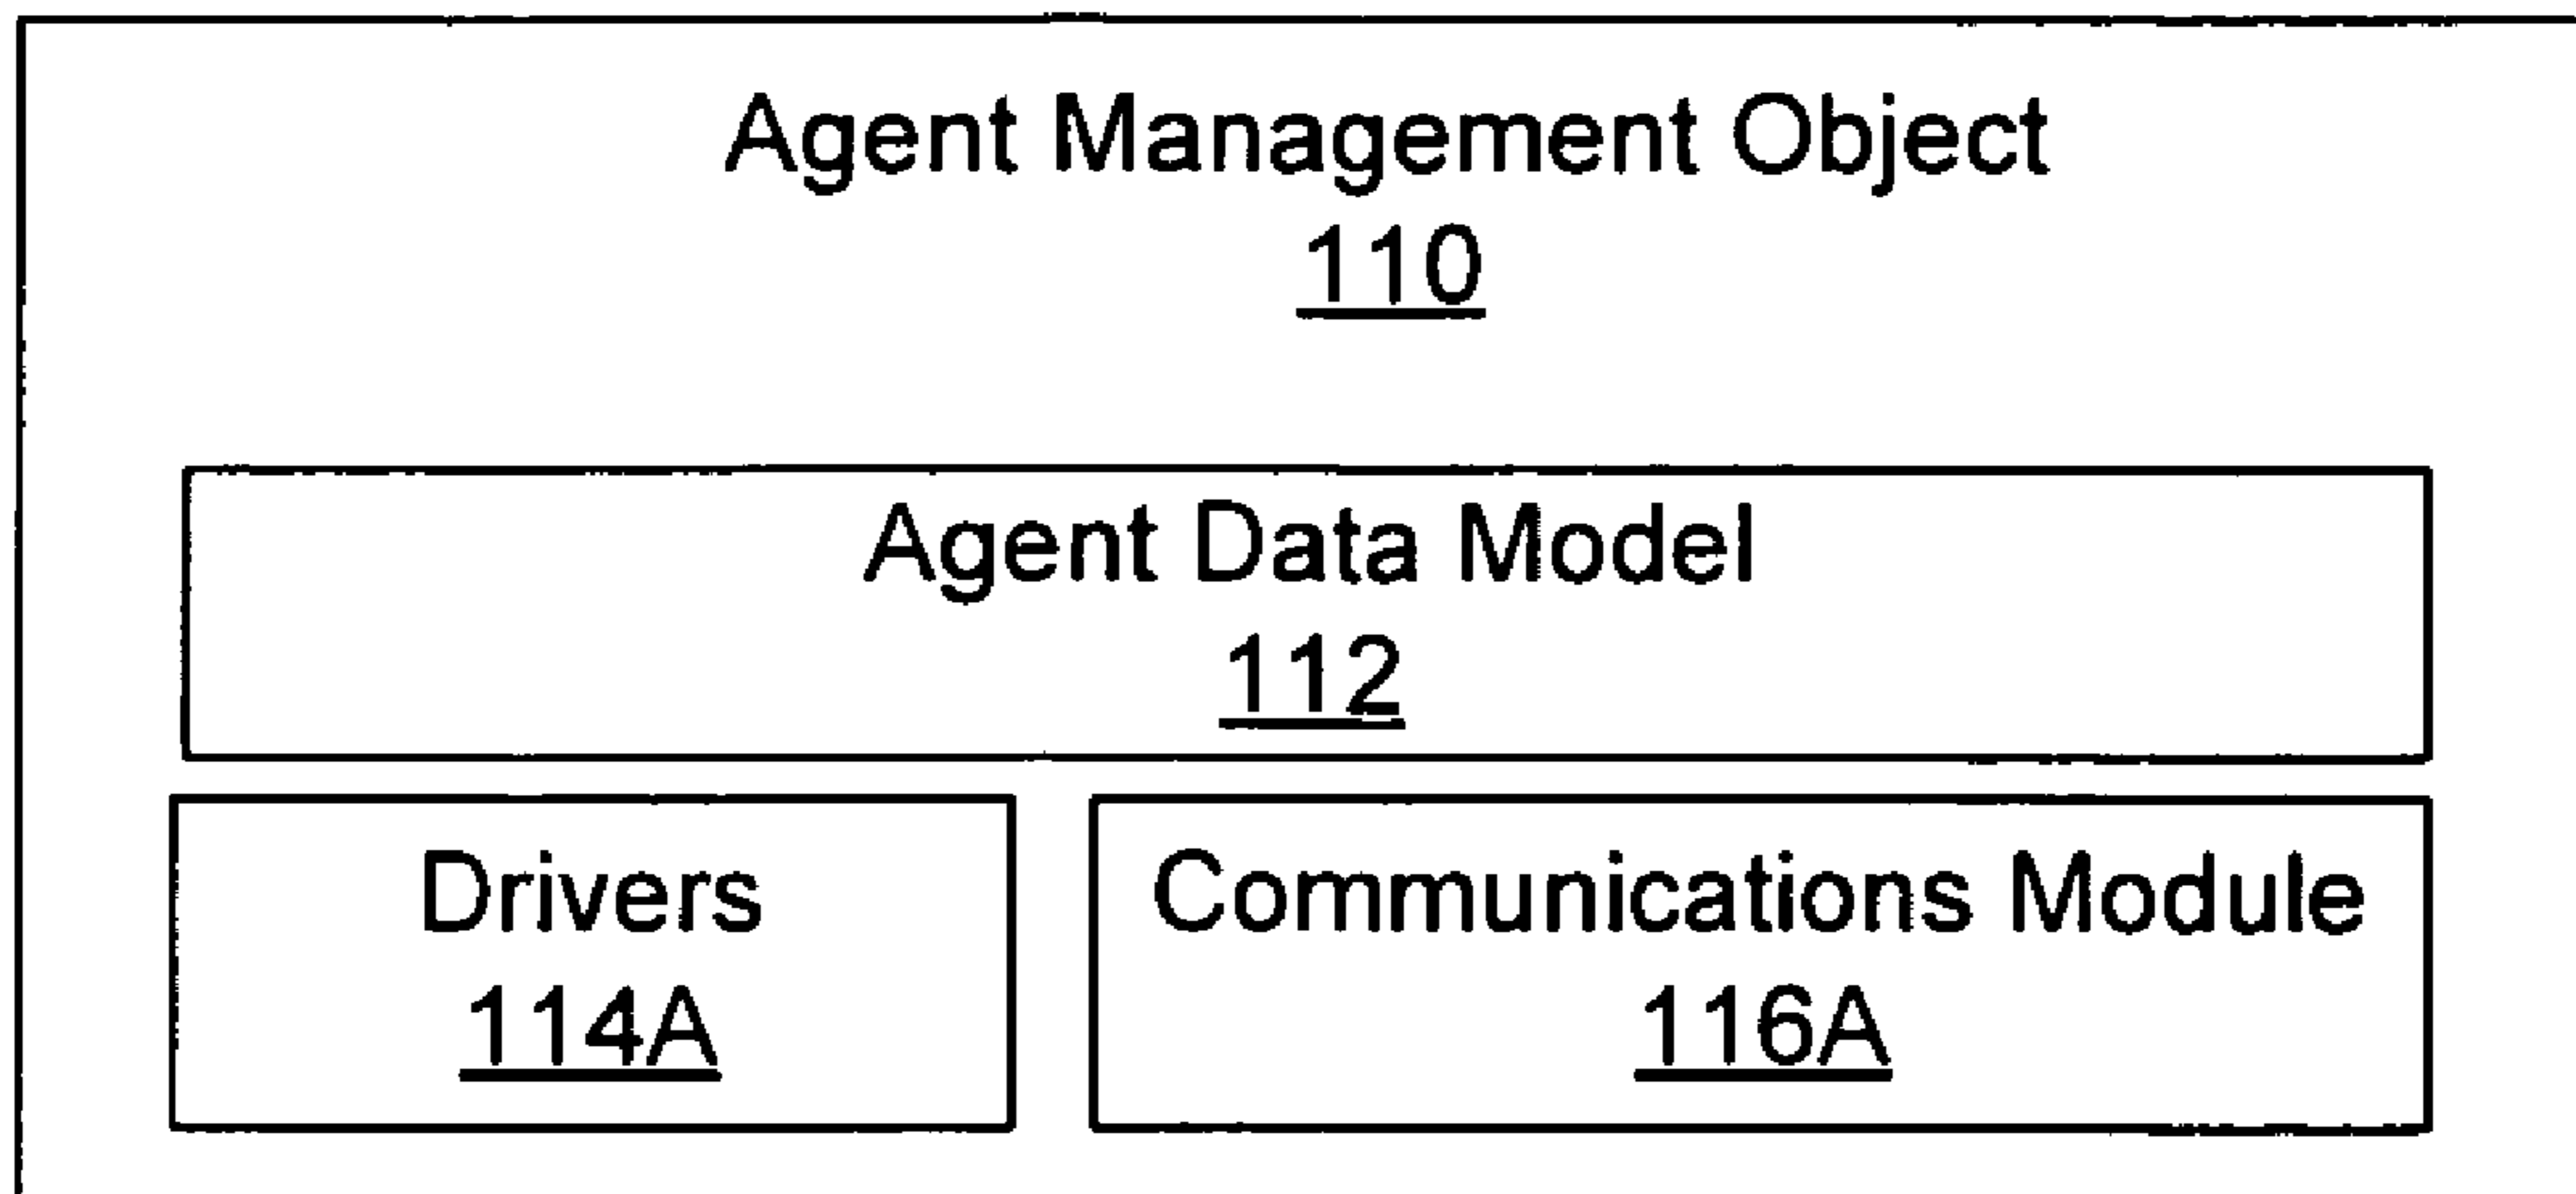 Agent Management Object
110
Agent Data Model
112
Drivers
114A
Communications Module
116A